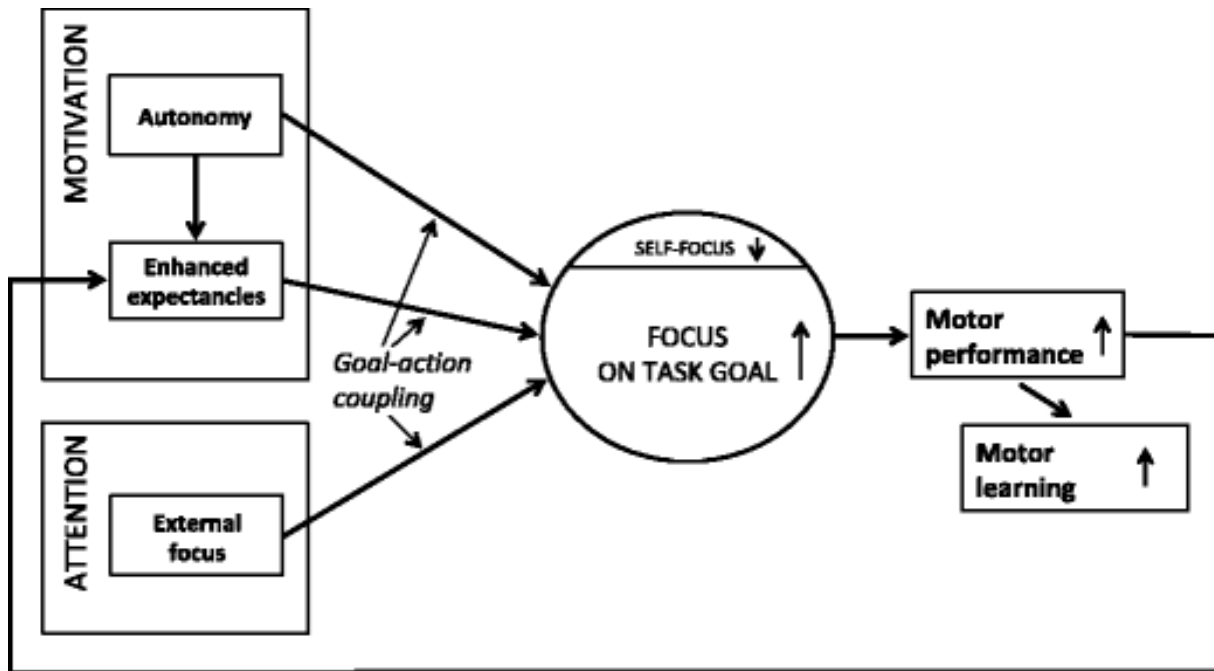 MOTIVATION
Autonomy
Enhanced
expectancies
Goal-action
coupling
ATTENTION
External
focus
SELF-FOCUS
FOCUS
ON TASK GOAL
Motor
performance
Motor
learning